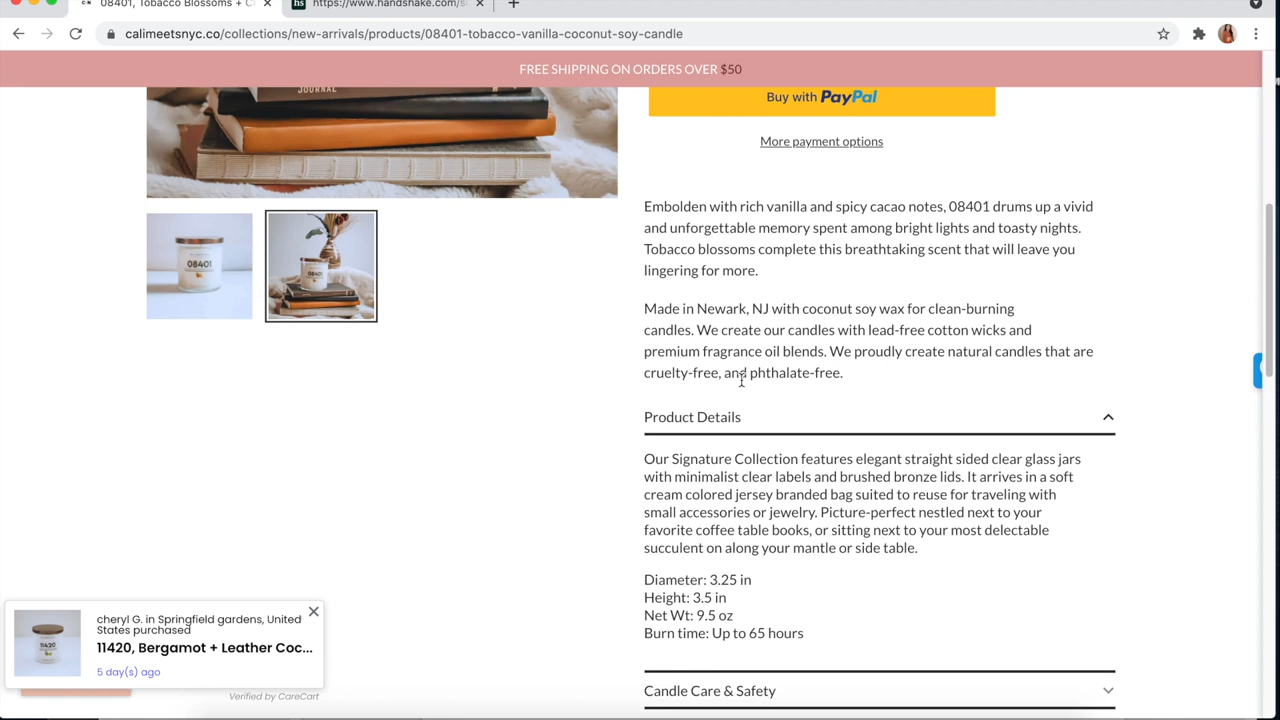 08401, Tobacco Blossoms + C
hs https://www.handshake.com/s
calimeetsnyc.co/collections/new-arrivals/products/08401-tobacco-vanilla-coconut-soy-candle
FREE SHIPPING ON ORDERS OVER $50
JOURNAL
Buy with PayPal
More payment options
Embolden with rich vanilla and spicy cacao notes, 08401 drums up a vivid
and unforgettable memory spent among bright lights and toasty nights.
Tobacco blossoms complete this breathtaking scent that will leave you
lingering for more.
Made in Newark, NJ with coconut soy wax for clean-burning
candles. We create our candles with lead-free cotton wicks and
premium fragrance oil blends. We proudly create natural candles that are
cruelty-free, and phthalate-free.
08401
08401
Product Details
Our Signature Collection features elegant straight sided clear glass jars
with minimalist clear labels and brushed bronze lids. It arrives in a soft
cream colored jersey branded bag suited to reuse for traveling with
small accessories or jewelry. Picture-perfect nestled next to your
favorite coffee table books, or sitting next to your most delectable
succulent on along your mantle or side table.
Diameter: 3.25 in
Height: 3.5 in
Net Wt: 9.5 oz
Burn time: Up to 65 hours
Candle Care & Safety
cheryl G. in Springfield gardens, United
States purchased
11420, Bergamot + Leather Coc...
5 day(s) ago
11420
Verified by CareCart